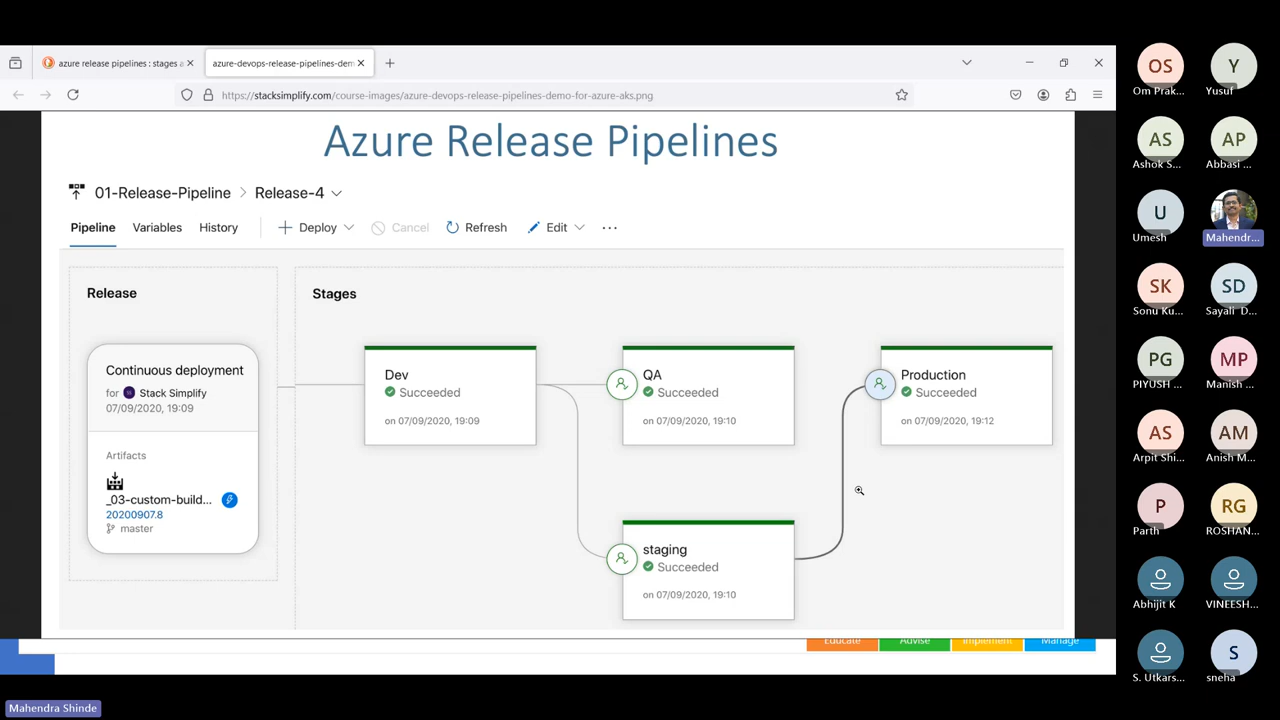 azure release pipelines : stages a
azure-devops-release-pipelines-dem
https://stacksimplify.com/course-images/azure-devops-release-pipelines-demo-for-azure-aks.png
Azure Release Pipelines
01-Release-Pipeline > Release-4
Pipeline Variables History Deploy Cancel Refresh Edit ...
Release
Stages
Continuous deployment
for Stack Simplify
07/09/2020, 19:09
Artifacts
_03-custom-build...
20200907.8
master
Dev
Succeeded
on 07/09/2020, 19:09
QA
Succeeded
on 07/09/2020, 19:10
Production
Succeeded
on 07/09/2020, 19:12
staging
Succeeded
on 07/09/2020, 19:10
Educate Advise Implement Manage
Mahendra Shinde
OS
Om Prak...
Y
Yusuf
AS
Ashok S...
AP
Abbasi ...
U
Umesh
Mahendr...
SK
Sonu Ku...
SD
Sayali D...
PG
PIYUSH ...
MP
Manish ...
AS
Arpit Shi...
AM
Anish M...
P
Parth
RG
ROSHAN...
Abhijit K
VINEESH...
S. Utkars...
S
sneha